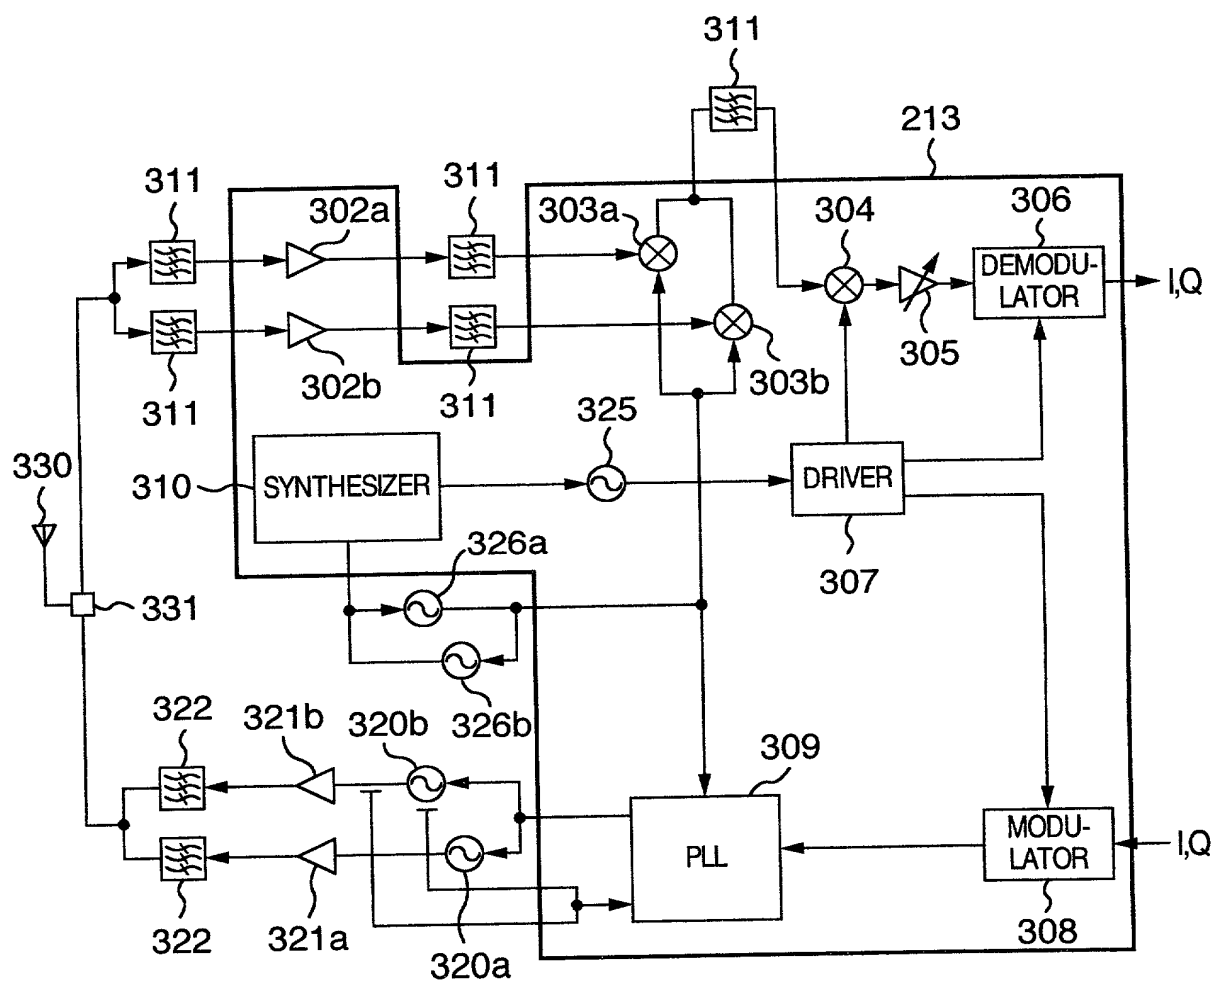 311
213
311
302a
311
303a
304
306
DEMODU-
LATOR
I,Q
305
311
302b
311
303b
325
330
310
SYNTHESIZER
DRIVER
326a
307
331
322
321b
320b
326b
309
MODU-
LATOR
I,Q
PLL
322
321a
320a
308